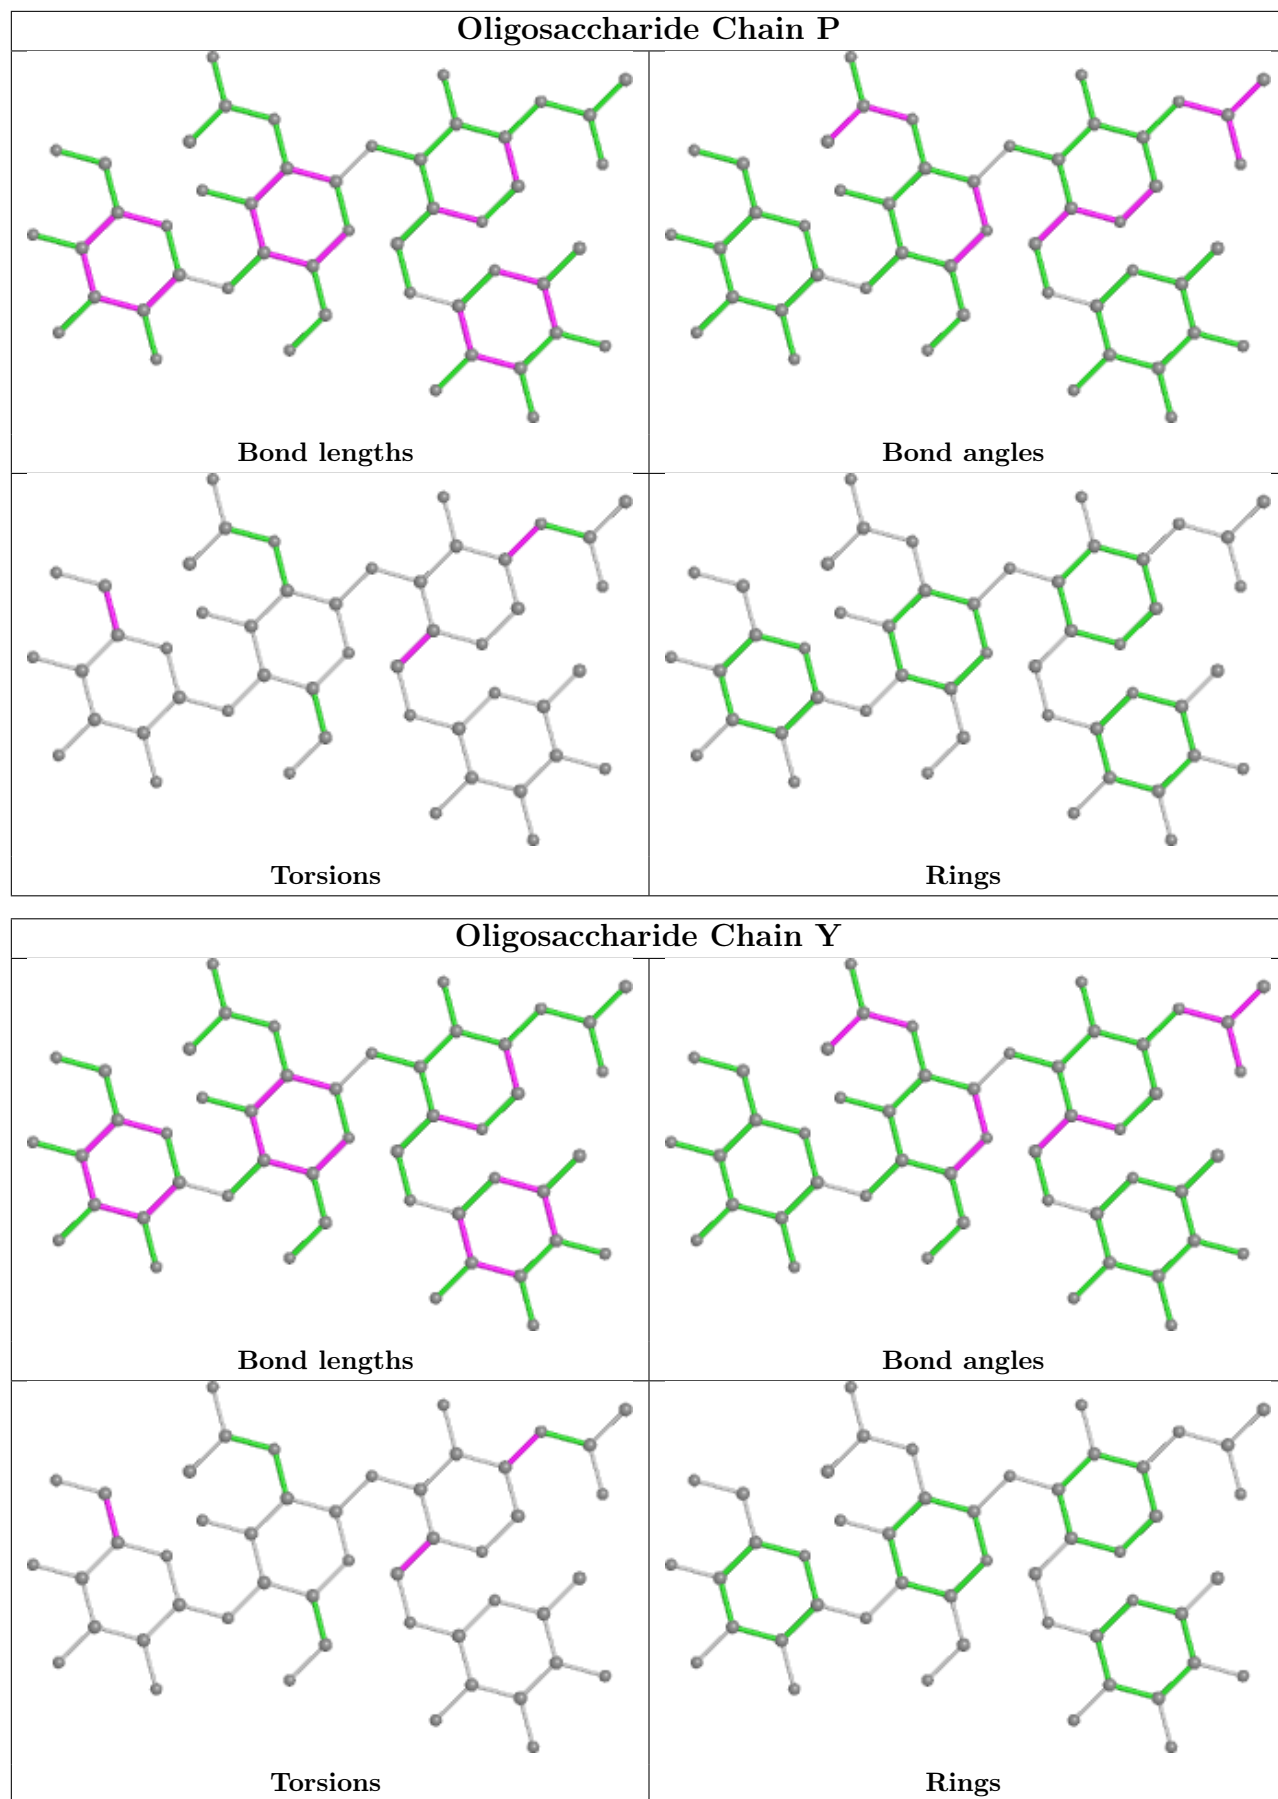 Oligosaccharide Chain P
Bond lengths
Bond angles
Torsions
Rings
Oligosaccharide Chain Y
Bond lengths
Bond angles
Torsions
Rings